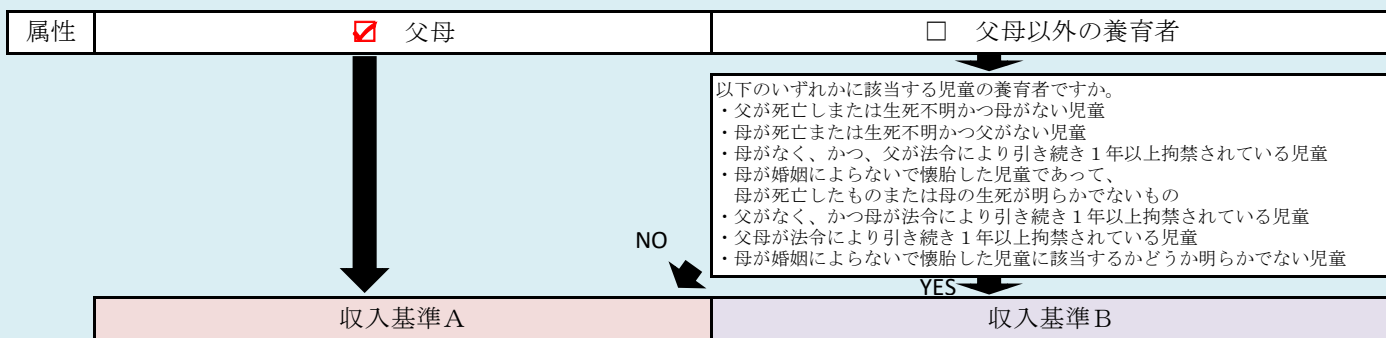 属性
☑ 父母
□ 父母以外の養育者
以下のいずれかに該当する児童の養育者ですか。
・父が死亡しまたは生死不明かつ母がない児童
・母が死亡または生死不明かつ父がない児童
・母がなく、かつ、父が法令により引き続き１年以上拘禁されている児童
・母が婚姻によらないで懐胎した児童であって、
母が死亡したものまたは母の生死が明らかでないもの
・父がなく、かつ母が法令により引き続き１年以上拘禁されている児童
・父母が法令により引き続き１年以上拘禁されている児童
・母が婚姻によらないで懐胎した児童に該当するかどうか明らかでない児童
NO
YES
収入基準Ａ
収入基準Ｂ